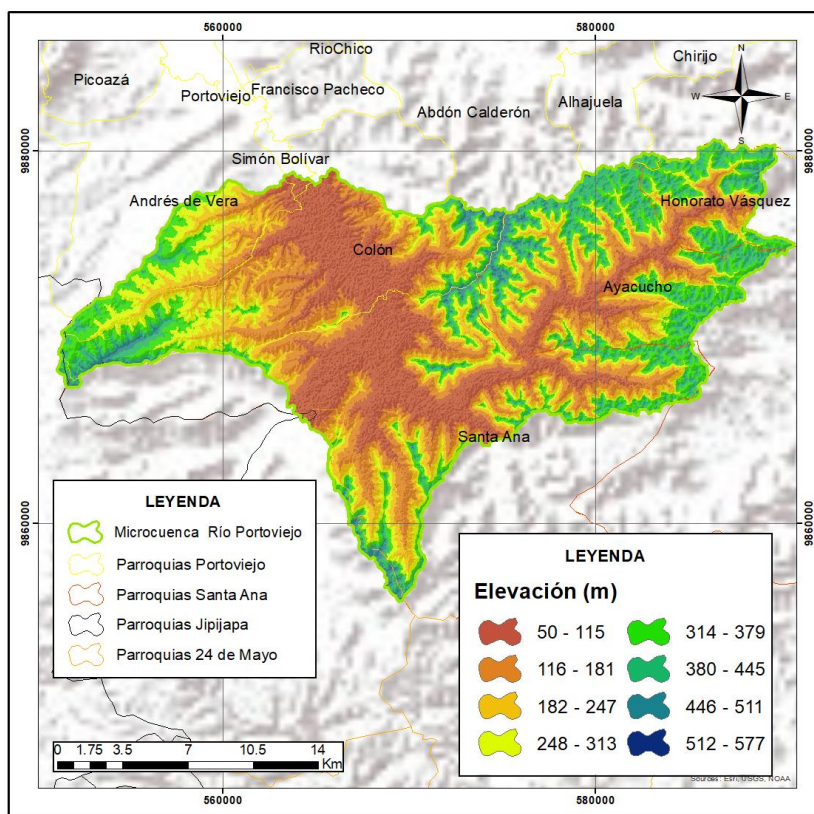 560000
580000
RioChico
Chirijo
Picoazá
Portoviejo
Francisco Pacheco
Alhajuela
Abdón Calderón
N
W
E
S
9880000
9880000
Simón Bolívar
Andrés de Vera
Honorato Vásquez
Colón
Ayacucho
Santa Ana
9860000
9860000
LEYENDA
Microcuenca Río Portoviejo
Parroquias Portoviejo
Parroquias Santa Ana
Parroquias Jipijapa
Parroquias 24 de Mayo
LEYENDA
Elevación (m)
50 - 115
314 - 379
116 - 181
380 - 445
182 - 247
446 - 511
248 - 313
512 - 577
0 1.75 3.5 7 10.5 14
Km
Sources: Esri, USGS, NOAA
560000
580000